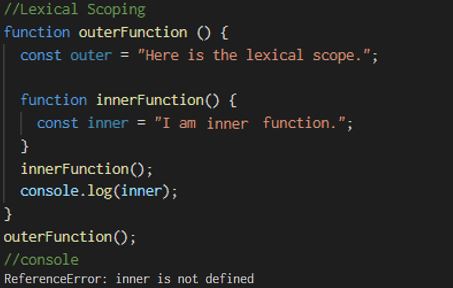 //Lexical Scoping
function outerFunction () {
const outer = "Here is the lexical scope.";
function innerFunction() {
const inner = "I am inner function.";
}
innerFunction();
console.log(inner);
}
outerFunction();
//console
ReferenceError: inner is not defined